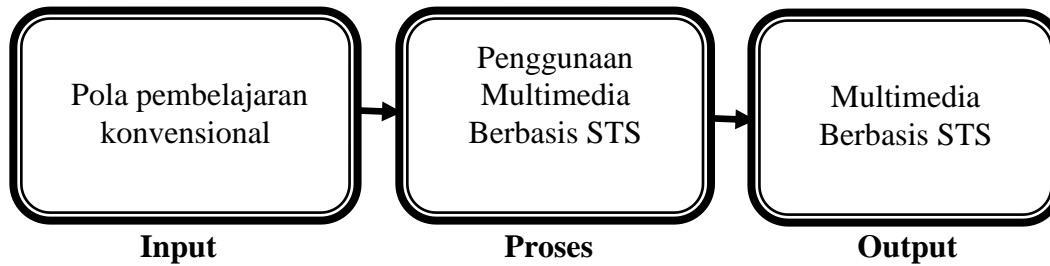 Pola pembelajaran
konvensional
Penggunaan
Multimedia
Berbasis STS
Multimedia
Berbasis STS
Input
Proses
Output